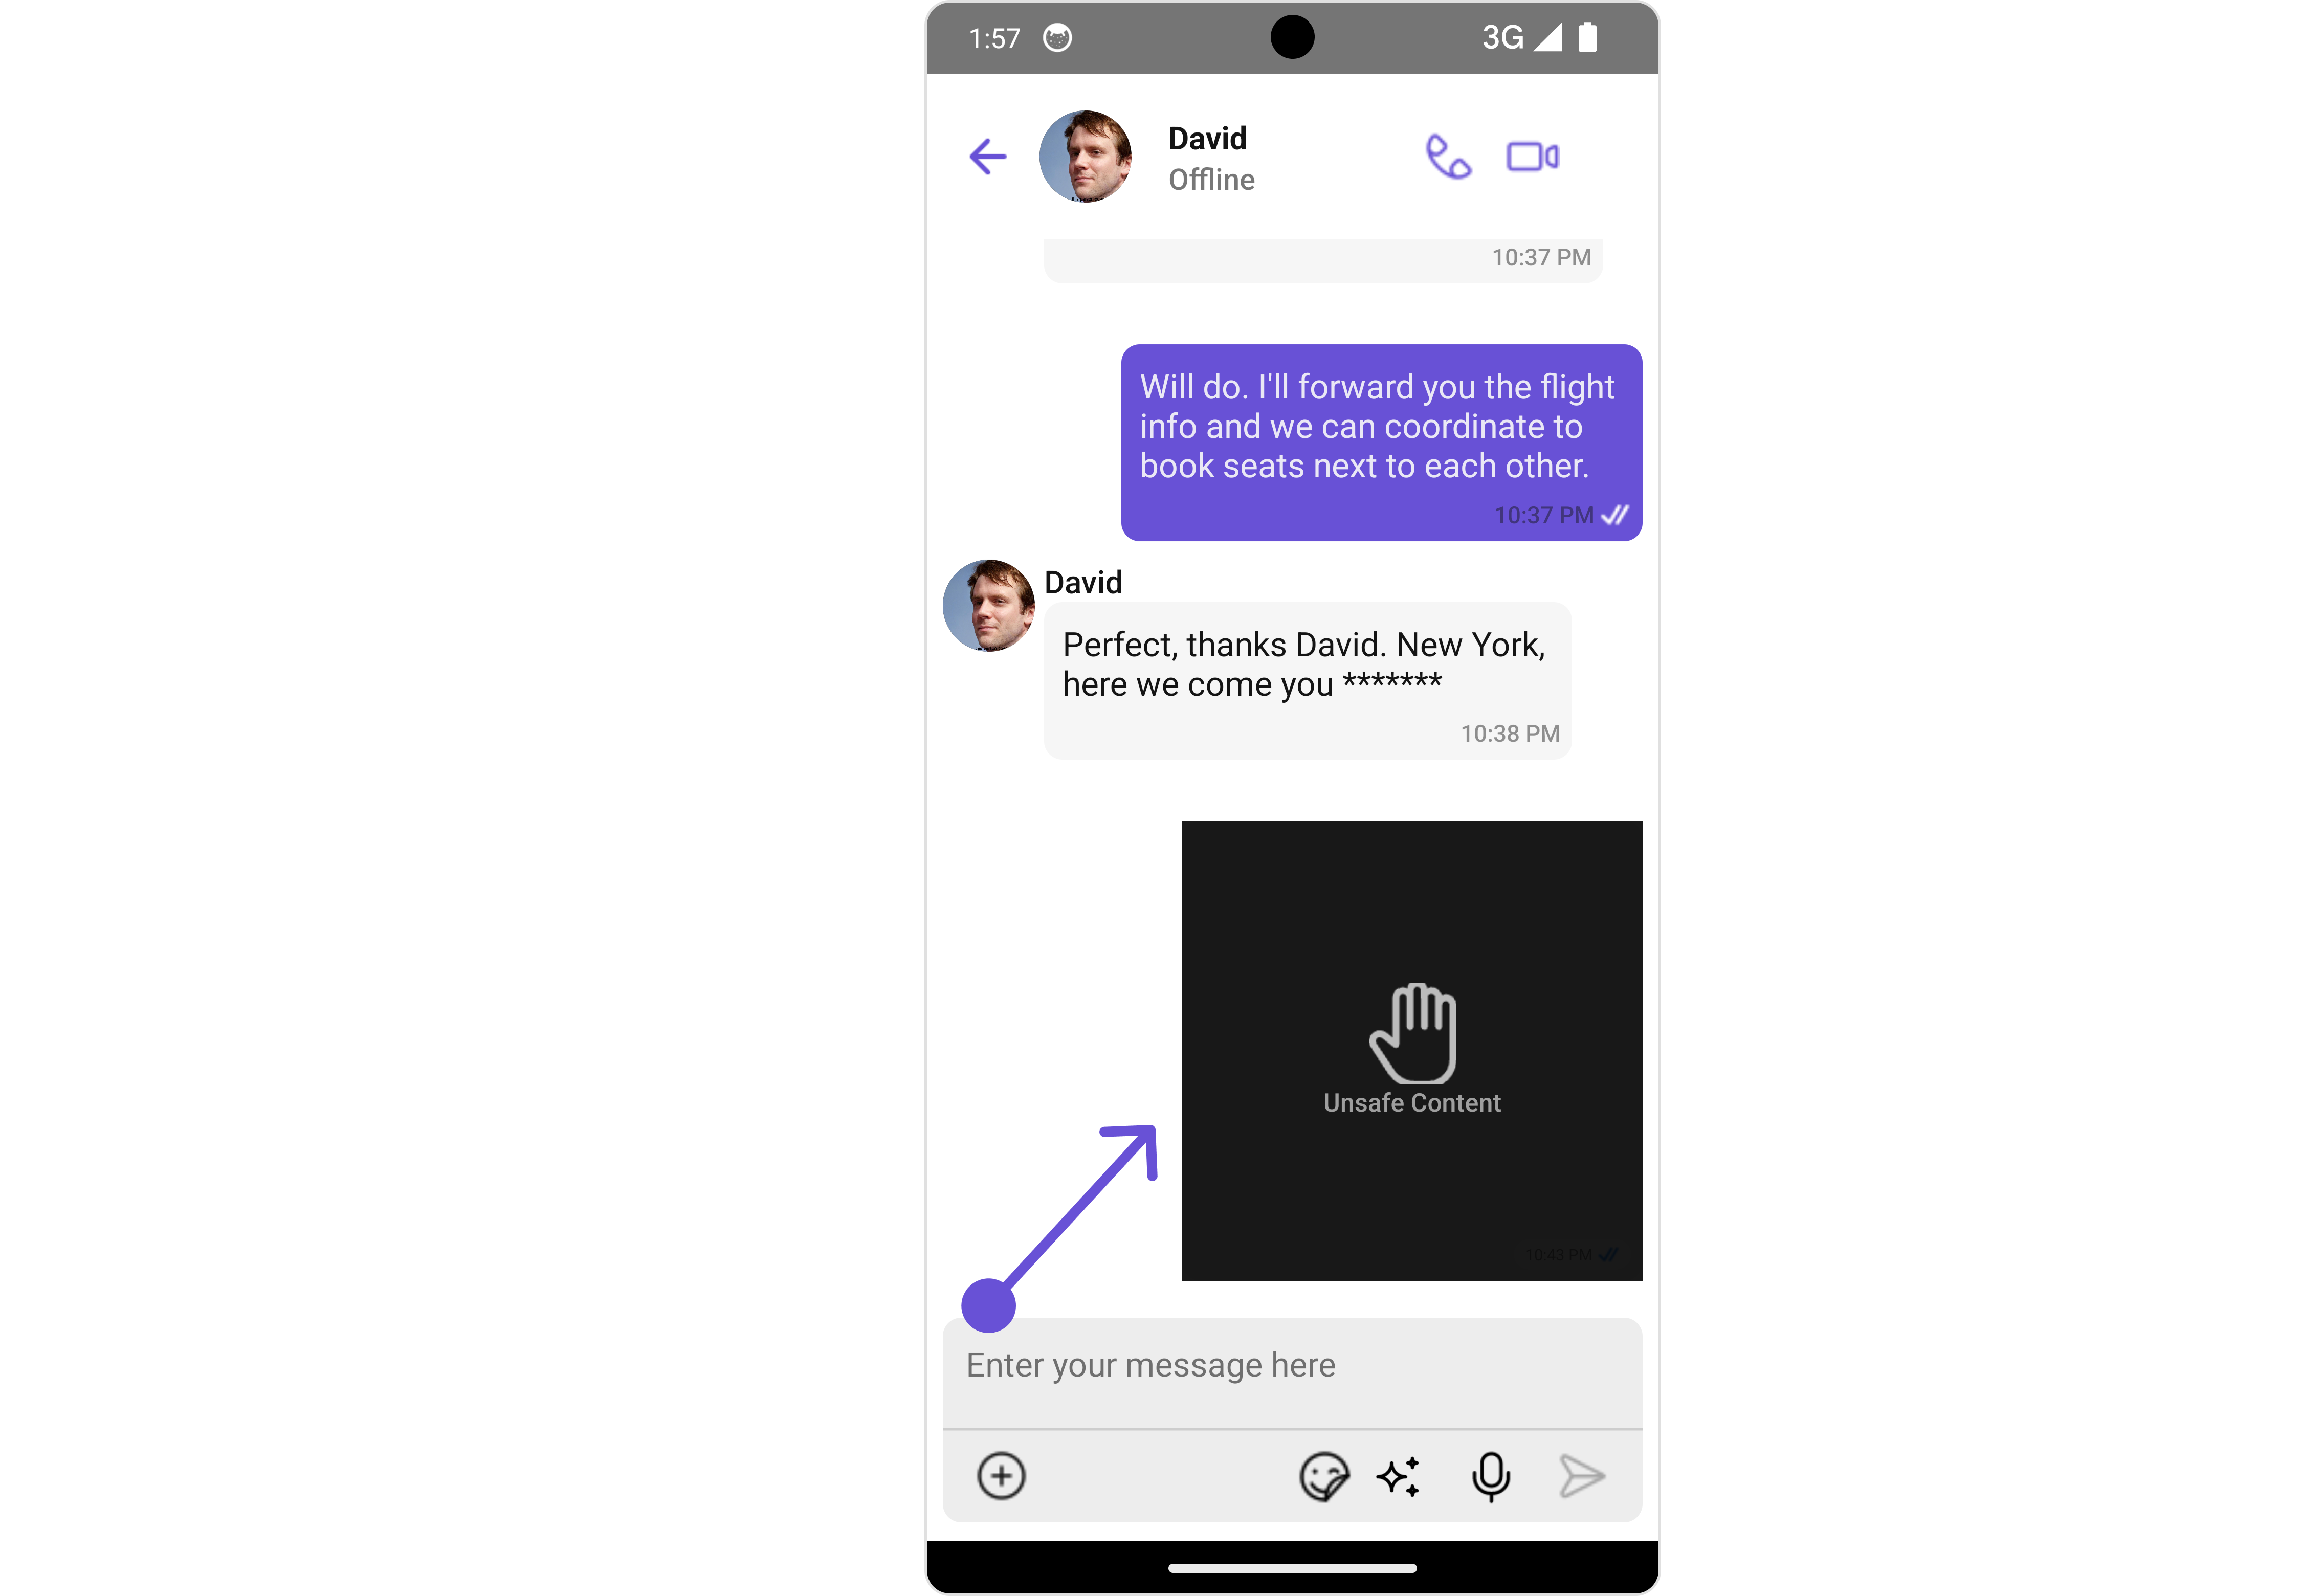 1:57
3G
David
Offline
10:37 PM
Will do. I'll forward you the flight
info and we can coordinate to
book seats next to each other.
10:37 PM
David
Perfect, thanks David. New York,
here we come you *******
10:38 PM
Unsafe Content
10:43 PM
Enter your message here